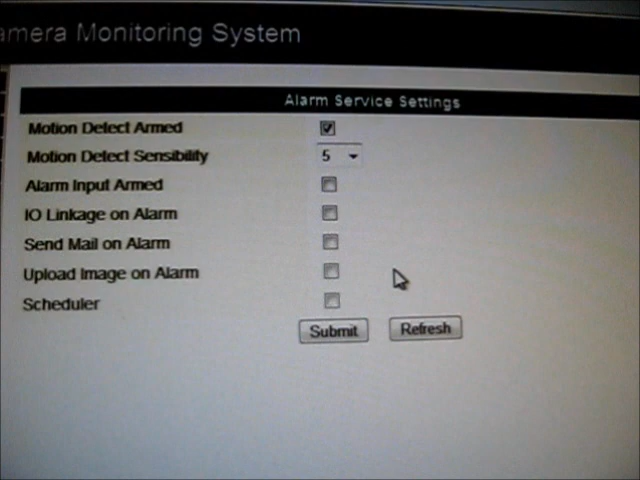 amera Monitoring System
Alarm Service Settings
Motion Detect Armed
Motion Detect Sensibility 5
Alarm Input Armed
IO Linkage on Alarm
Send Mail on Alarm
Upload Image on Alarm
Scheduler
Submit Refresh